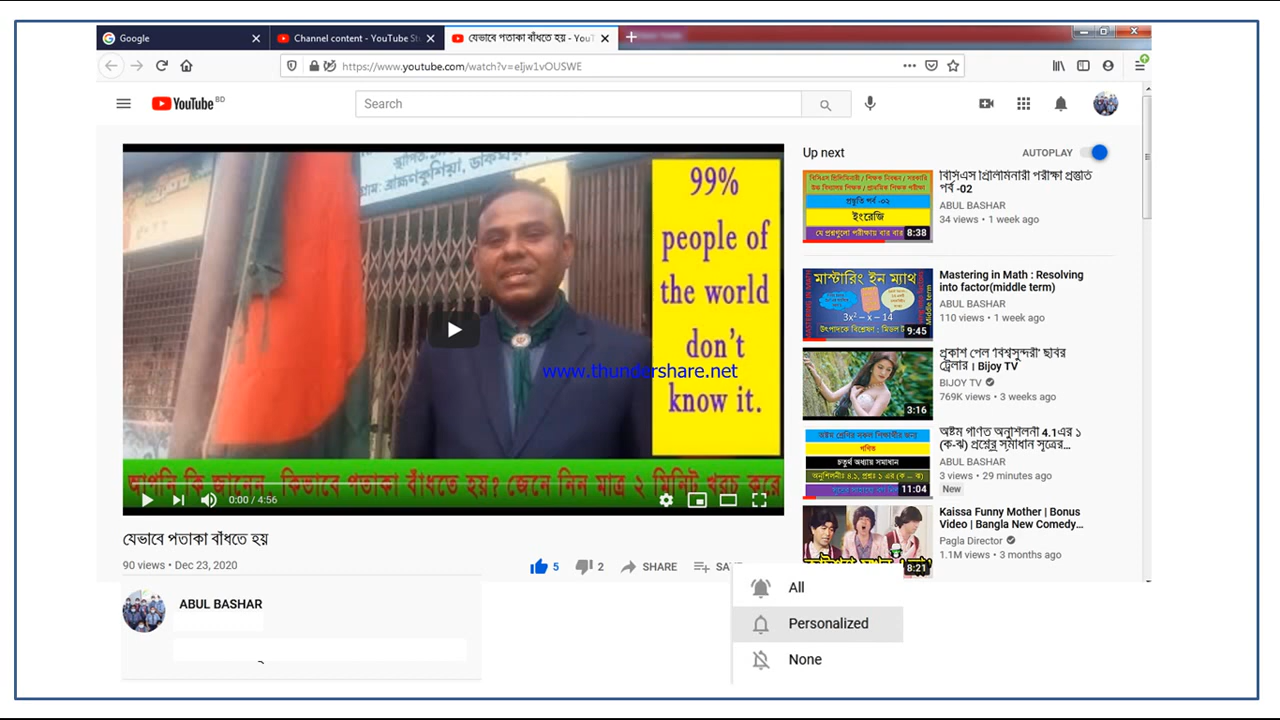 Google
Channel content - YouTube St
যেভাবে পতাকা বাঁধতে হয় - YouT
https://www.youtube.com/watch?v=eIjw1vOUSWE
YouTube BD
Search
99%
people of
the world
don't
know it.
www.thundershare.net
আপনি কি জানেন, কিভাবে পতাকা বাঁধতে হয়? জেনে নিন মাত্র ২ মিনিট খরচ করে
0:00 / 4:56
যেভাবে পতাকা বাঁধতে হয়
90 views • Dec 23, 2020
5
2
SHARE
ABUL BASHAR
Up next
AUTOPLAY
ইংরেজি
8:38
পর্ব -02
ABUL BASHAR
34 views • 1 week ago
মাস্টারিং ইন ম্যাথ
3x² – x – 14
9:45
Mastering in Math : Resolving
into factor(middle term)
ABUL BASHAR
110 views • 1 week ago
3:16
প্রকাশ পেল 'বিশ্বসুন্দরী' ছবির
ট্রেলার । Bijoy TV
BIJOY TV
769K views • 3 weeks ago
গণিত
চতুর্থ অধ্যায় সমাধান
11:04
অষ্টম গণিত অনুশীলনী 4.1এর ১
(ক-ঝ) প্রশ্নের সমাধান সূত্রের...
ABUL BASHAR
3 views • 29 minutes ago
New
8:21
Kaissa Funny Mother | Bonus
Video | Bangla New Comedy...
Pagla Director
1.1M views • 3 months ago
All
Personalized
None